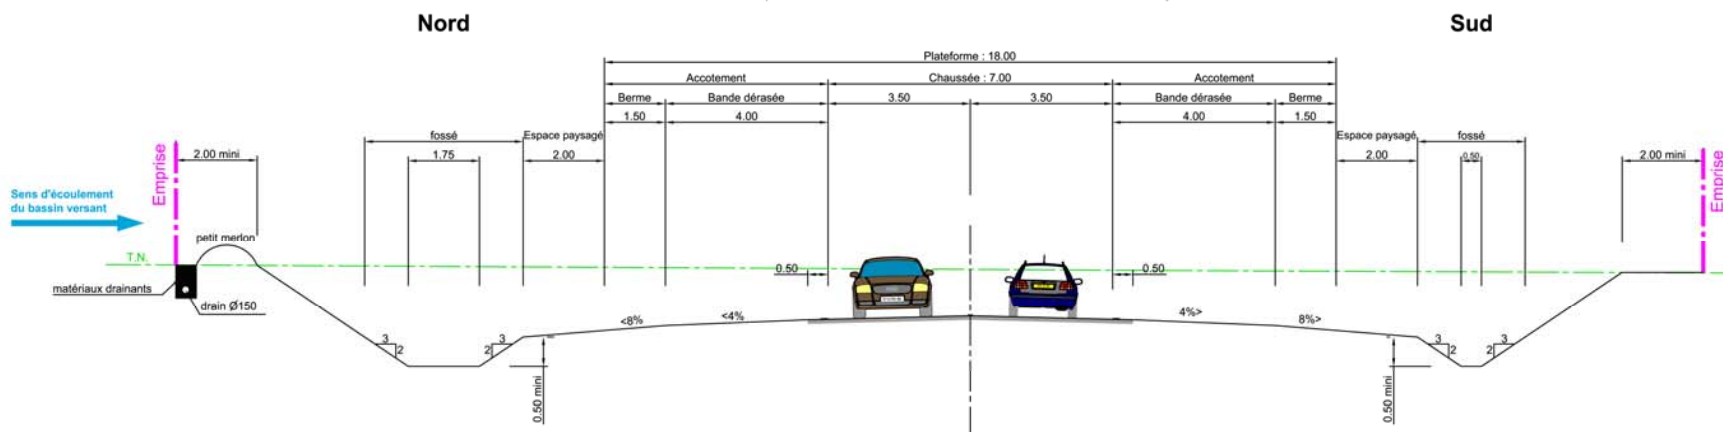 Nord
Sud
Plateforme : 18.00
Accotement
Chaussée : 7.00
Accotement
Berme
Bande dérasée
3.50
3.50
Bande dérasée
Berme
1.50
4.00
4.00
1.50
fossé
Espace paysagé
Espace paysagé
fossé
2.00 mini
1.75
2.00
2.00
0.50
2.00 mini
Emprise
Emprise
Sens d'écoulement
du bassin versant
petit merlon
T.N.
0.50
0.50
matériaux drainants
drain Ø150
<8%
<4%
4%>
8%>
3
2
3
2
3
2
3
2
0.50 mini
0.50 mini